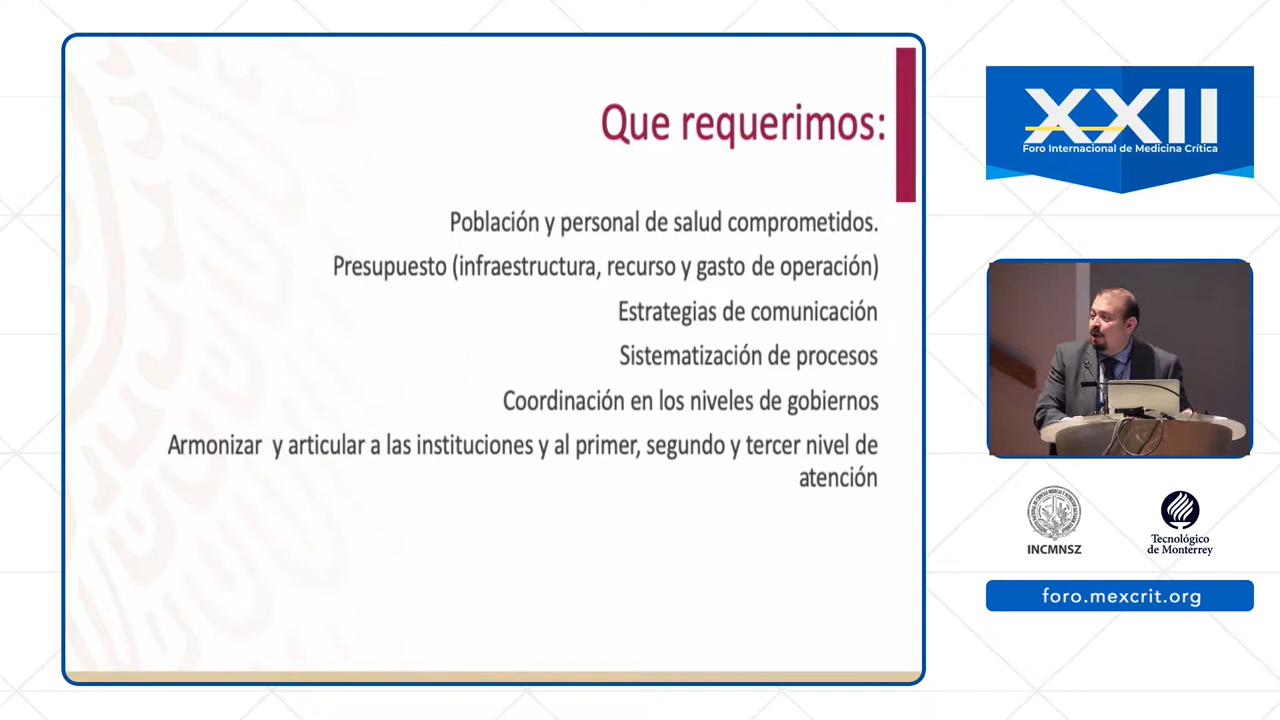 Que requerimos:
Población y personal de salud comprometidos.
Presupuesto (infraestructura, recurso y gasto de operación)
Estrategias de comunicación
Sistematización de procesos
Coordinación en los niveles de gobiernos
Armonizar y articular a las instituciones y al primer, segundo y tercer nivel de
atención
XXII
Foro Internacional de Medicina Crítica
INCMNSZ
Tecnológico
de Monterrey
foro.mexcrit.org